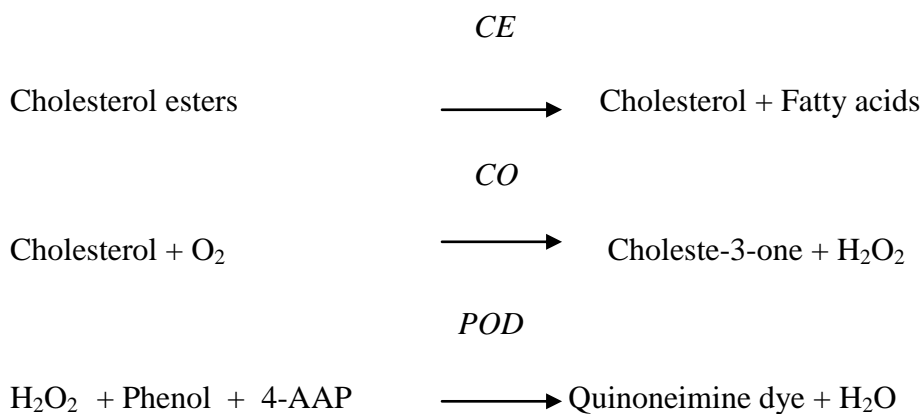 CE
Cholesterol esters Cholesterol + Fatty acids
CO
Cholesterol + O₂ Choleste-3-one + H₂O₂
POD
H₂O₂ + Phenol + 4-AAP Quinoneimine dye + H₂O